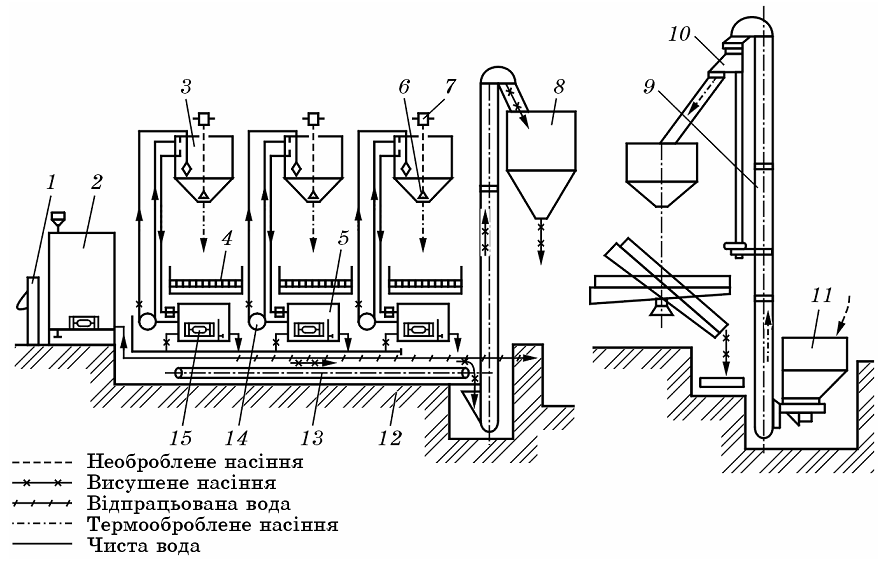 3 6 7 8
1 2 4 5
10
9
11
15 14 13 12
Необроблене насіння
Висушене насіння
Відпрацьована вода
Термооброблене насіння
Чиста вода